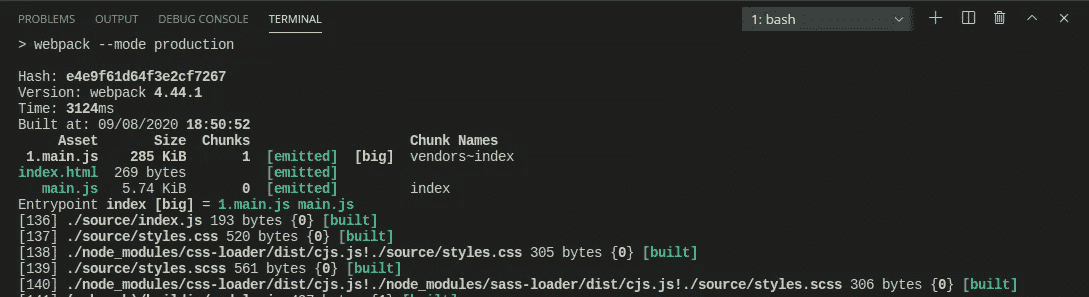 PROBLEMS OUTPUT DEBUG CONSOLE TERMINAL 1: bash
> webpack --mode production
Hash: e4e9f61d64f3e2cf7267
Version: webpack 4.44.1
Time: 3124ms
Built at: 09/08/2020 18:50:52
Asset Size Chunks Chunk Names
1.main.js 285 KiB 1 [emitted] [big] vendors~index
index.html 269 bytes [emitted]
main.js 5.74 KiB 0 [emitted] index
Entrypoint index [big] = 1.main.js main.js
[136] ./source/index.js 193 bytes {0} [built]
[137] ./source/styles.css 520 bytes {0} [built]
[138] ./node_modules/css-loader/dist/cjs.js!./source/styles.css 305 bytes {0} [built]
[139] ./source/styles.scss 561 bytes {0} [built]
[140] ./node_modules/css-loader/dist/cjs.js!./node_modules/sass-loader/dist/cjs.js!./source/styles.scss 306 bytes {0} [built]